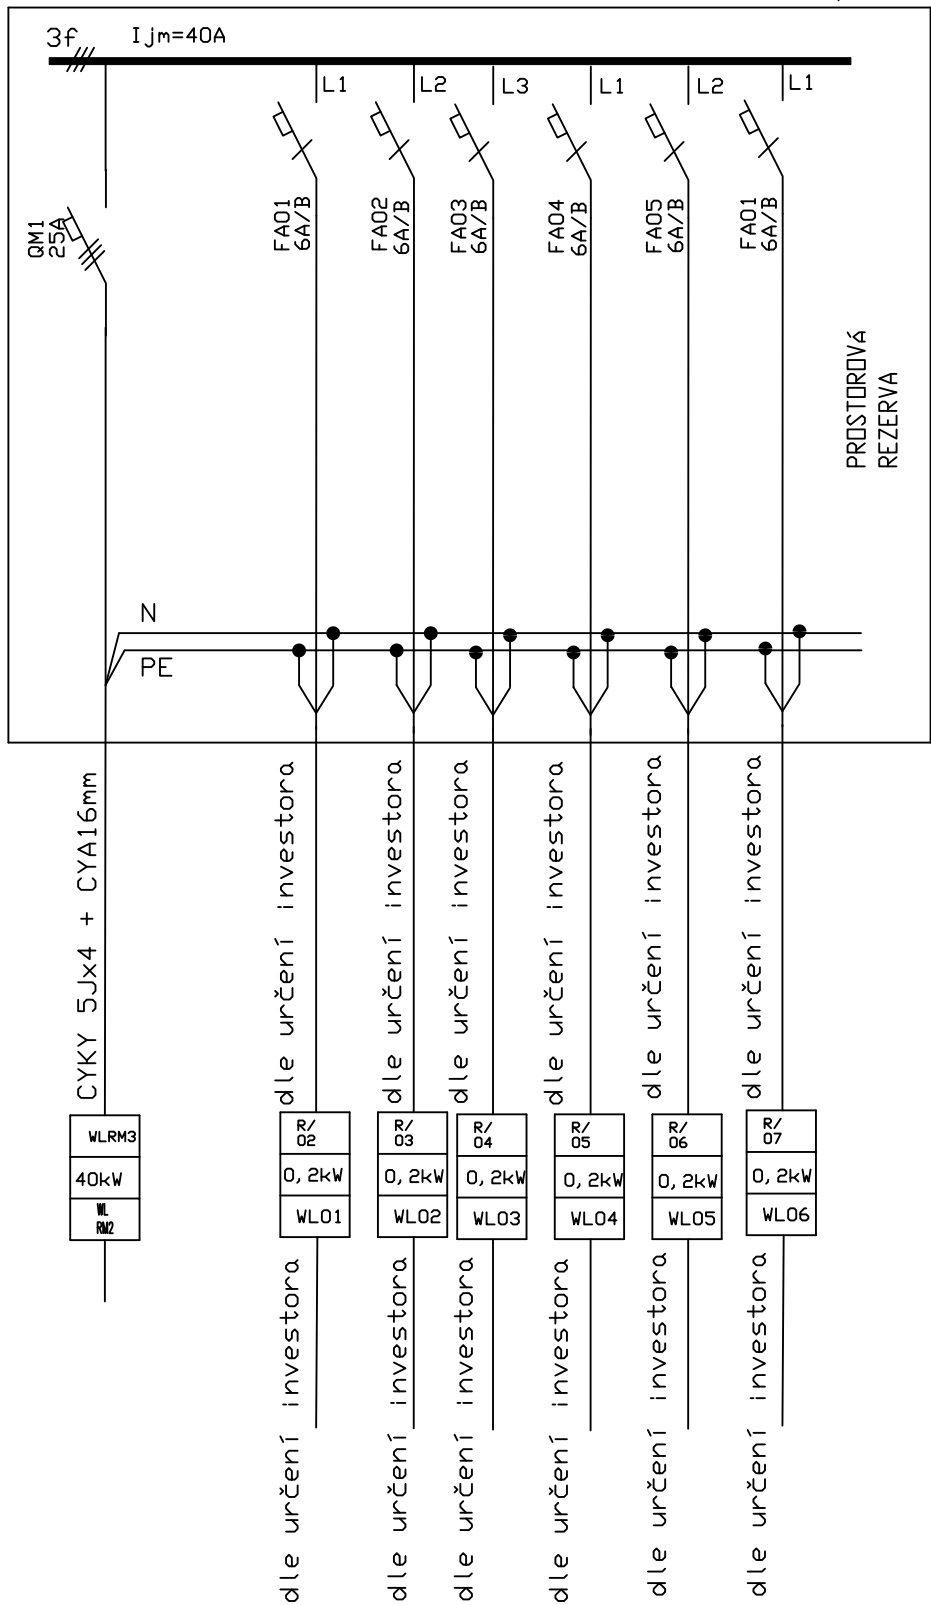 3f
Ijm=40A
L1
L2
L3
L1
L2
L1
QM1
25A
FA01
6A/B
FA02
6A/B
FA03
6A/B
FA04
6A/B
FA05
6A/B
FA01
6A/B
PROSTOROVÁ
REZERVA
N
PE
CYKY 5Jx4 + CYA16mm
dle určení investora
dle určení investora
dle určení investora
dle určení investora
dle určení investora
dle určení investora
WLRM3
40kW
WL
RM2
R/
02
0,2kW
WL01
R/
03
0,2kW
WL02
R/
04
0,2kW
WL03
R/
05
0,2kW
WL04
R/
06
0,2kW
WL05
R/
07
0,2kW
WL06
dle určení investora
dle určení investora
dle určení investora
dle určení investora
dle určení investora
dle určení investora